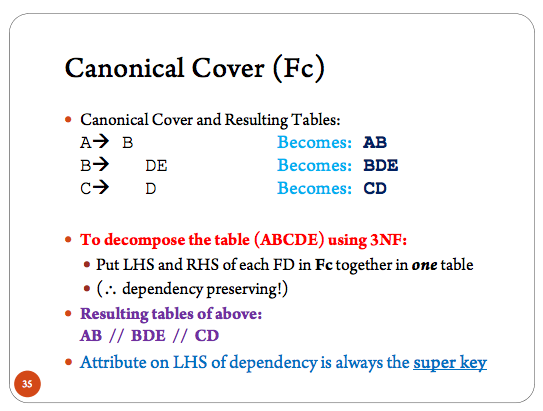 Canonical Cover (Fc)
• Canonical Cover and Resulting Tables:
A→ B Becomes: AB
B→ DE Becomes: BDE
C→ D Becomes: CD
• To decompose the table (ABCDE) using 3NF:
• Put LHS and RHS of each FD in Fc together in one table
• (∴ dependency preserving!)
• Resulting tables of above:
AB // BDE // CD
• Attribute on LHS of dependency is always the super key
35